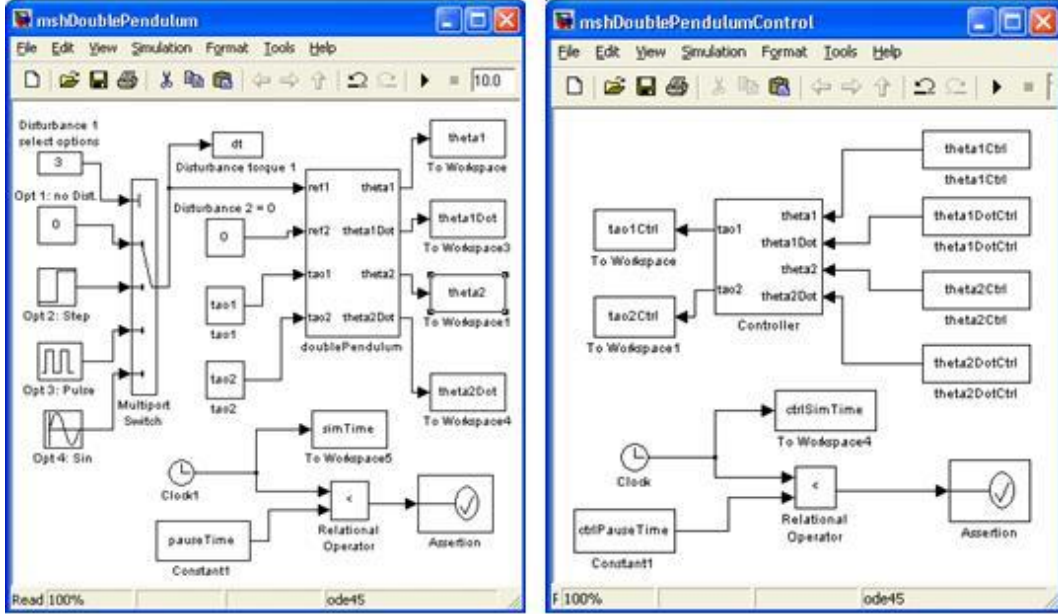 mshDoublePendulum
File Edit View Simulation Format Tools Help
10.0
Disturbance 1
select options
3
Opt 1: no Dist.
0
Opt 2: Step
Opt 3: Pulse
Opt 4: Sin
Multiport
Switch
dt
Disturbance torque 1
Disturbance 2 = 0
0
tao1
tao1
tao2
tao2
ref1 theta1
ref2 theta1Dot
tao1 theta2
tao2 theta2Dot
doublePendulum
theta1
To Workspace
theta1Dot
To Workspace3
theta2
To Workspace1
theta2Dot
To Workspace4
simTime
To Workspace5
Clock1
pauseTime
Constant1
<
Relational
Operator
Assertion
Read 100% ode45
mshDoublePendulumControl
File Edit View Simulation Format Tools Help
tao1Ctrl
To Workspace
tao2Ctrl
To Workspace1
theta1
tao1
theta1Dot
theta2
tao2
theta2Dot
Controller
theta1Ctrl
theta1Ctrl
theta1DotCtrl
theta1DotCtrl
theta2Ctrl
theta2Ctrl
theta2DotCtrl
theta2DotCtrl
ctrlSimTime
To Workspace4
Clock
ctrlPauseTime
Constant1
<
Relational
Operator
Assertion
F 100% ode45